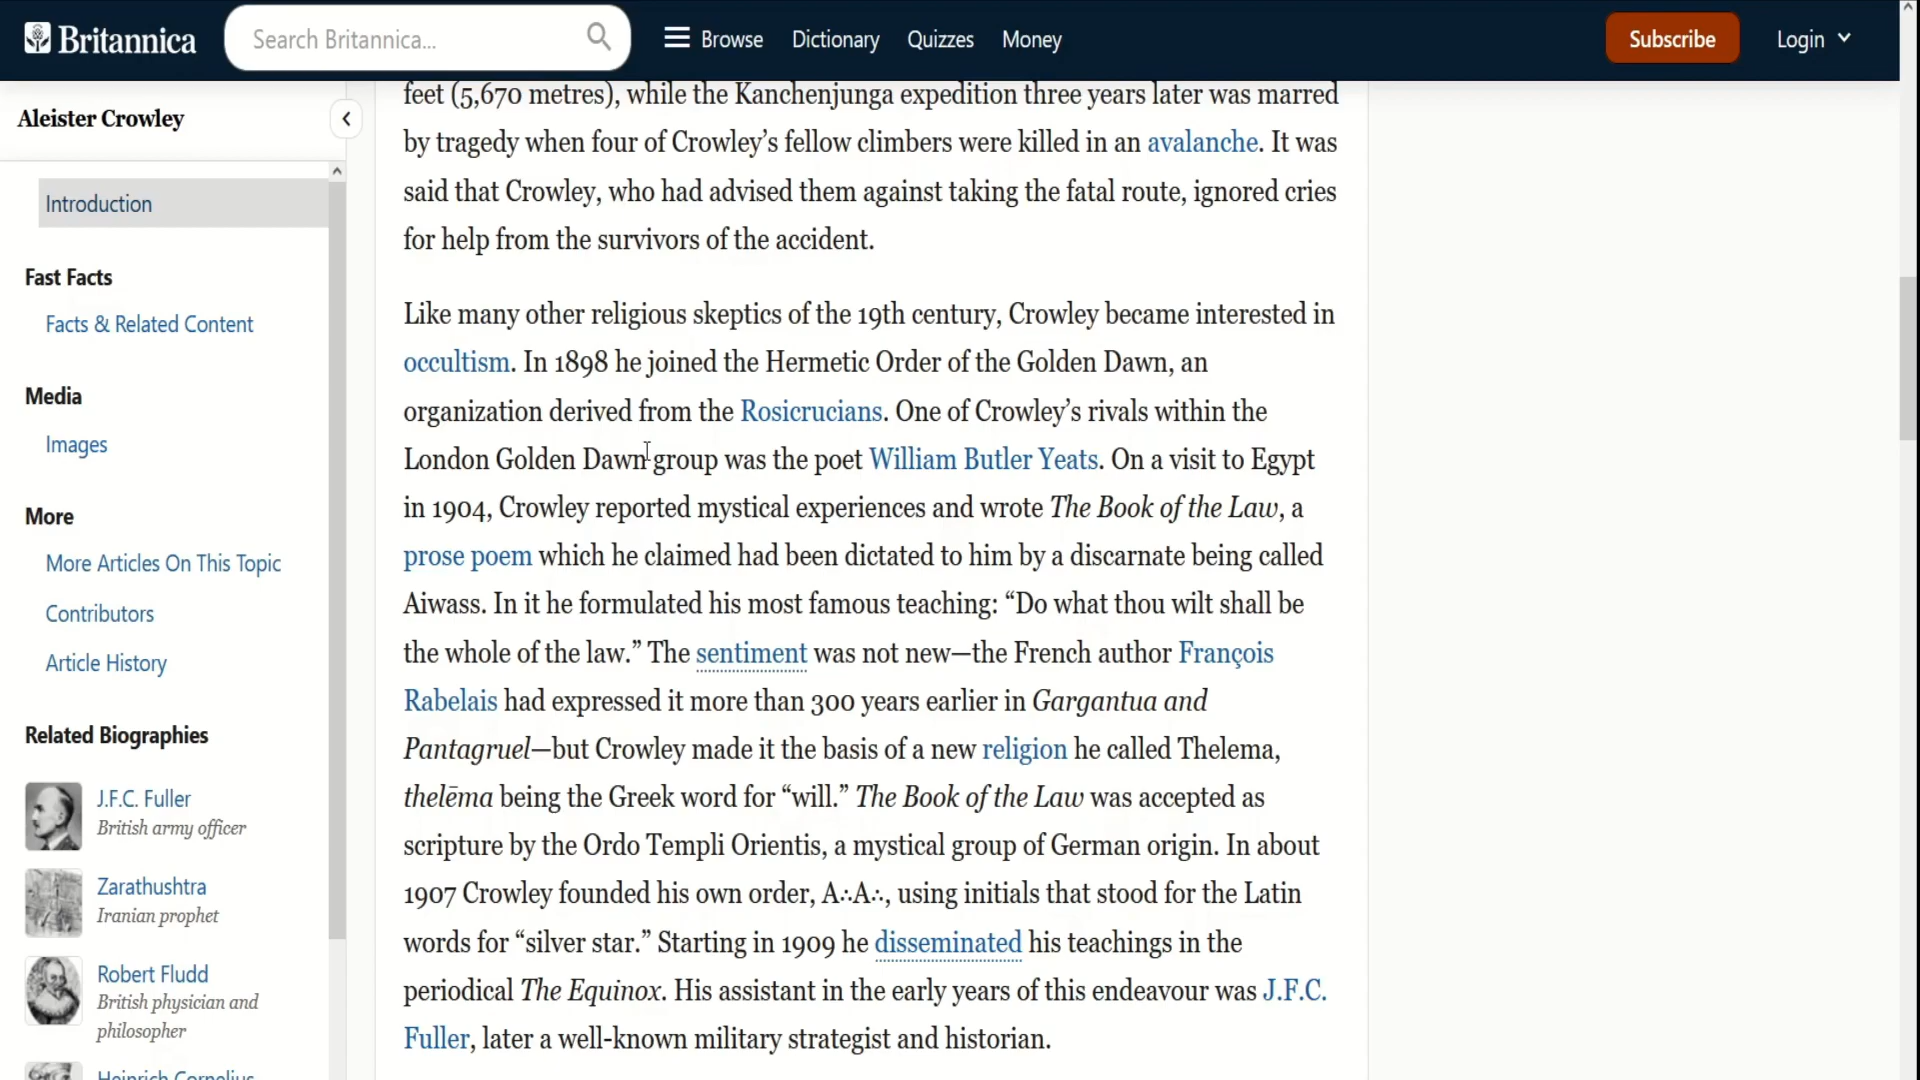 Britannica
Search Britannica...
Browse
Dictionary
Quizzes
Money
Subscribe
Login
Aleister Crowley
Introduction
Fast Facts
Facts & Related Content
Media
Images
More
More Articles On This Topic
Contributors
Article History
Related Biographies
J.F.C. Fuller
British army officer
Zarathushtra
Iranian prophet
Robert Fludd
British physician and
philosopher
Heinrich Cornelius
feet (5,670 metres), while the Kanchenjunga expedition three years later was marred
by tragedy when four of Crowley’s fellow climbers were killed in an avalanche. It was
said that Crowley, who had advised them against taking the fatal route, ignored cries
for help from the survivors of the accident.
Like many other religious skeptics of the 19th century, Crowley became interested in
occultism. In 1898 he joined the Hermetic Order of the Golden Dawn, an
organization derived from the Rosicrucians. One of Crowley’s rivals within the
London Golden Dawn group was the poet William Butler Yeats. On a visit to Egypt
in 1904, Crowley reported mystical experiences and wrote The Book of the Law, a
prose poem which he claimed had been dictated to him by a discarnate being called
Aiwass. In it he formulated his most famous teaching: “Do what thou wilt shall be
the whole of the law.” The sentiment was not new—the French author François
Rabelais had expressed it more than 300 years earlier in Gargantua and
Pantagruel—but Crowley made it the basis of a new religion he called Thelema,
thelēma being the Greek word for “will.” The Book of the Law was accepted as
scripture by the Ordo Templi Orientis, a mystical group of German origin. In about
1907 Crowley founded his own order, A∴A∴, using initials that stood for the Latin
words for “silver star.” Starting in 1909 he disseminated his teachings in the
periodical The Equinox. His assistant in the early years of this endeavour was J.F.C.
Fuller, later a well-known military strategist and historian.